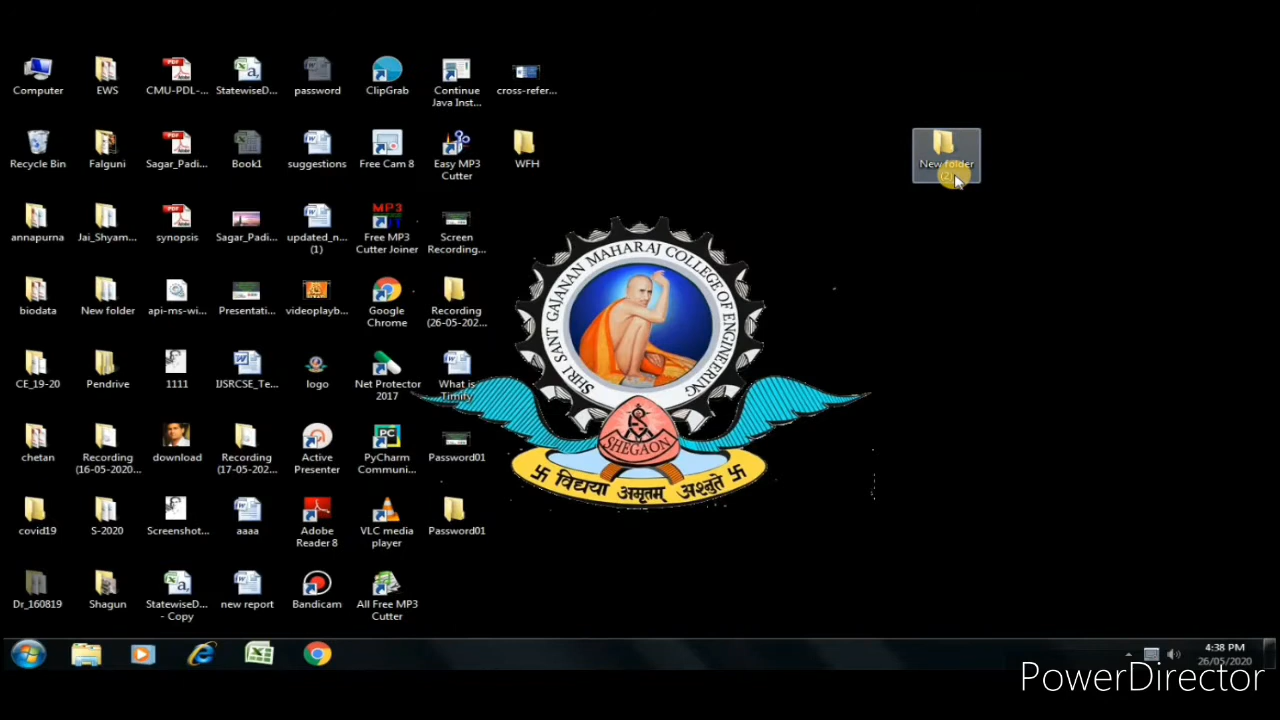 Computer
EWS
CMU-PDL-...
StatewiseD...
password
ClipGrab
Continue
Java Inst...
cross-refer...
Recycle Bin
Falguni
Sagar_Padi...
Book1
suggestions
Free Cam 8
Easy MP3
Cutter
WFH
New folder
(2)
annapurna
Jai_Shyam...
synopsis
Sagar_Padi...
updated_n...
(1)
MP3
Free MP3
Cutter Joiner
Screen
Recording...
biodata
New folder
api-ms-wi...
Presentati...
videoplayb...
Google
Chrome
Recording
(26-05-202...
CE_19-20
Pendrive
1111
IJSRCSE_Te...
logo
Net Protector
2017
What is
Timity
chetan
Recording
(16-05-2020...
download
Recording
(17-05-202...
Active
Presenter
PC
PyCharm
Communi...
Password01
covid19
S-2020
Screenshot...
aaaa
Adobe
Reader 8
VLC media
player
Password01
Dr_160819
Shagun
StatewiseD...
- Copy
new report
Bandicam
All Free MP3
Cutter
SHRI SANT GAJANAN MAHARAJ COLLEGE OF ENGINEERING
SHEGAON
विद्यया अमृतम् अश्नुते
4:38 PM
26/05/2020
PowerDirector